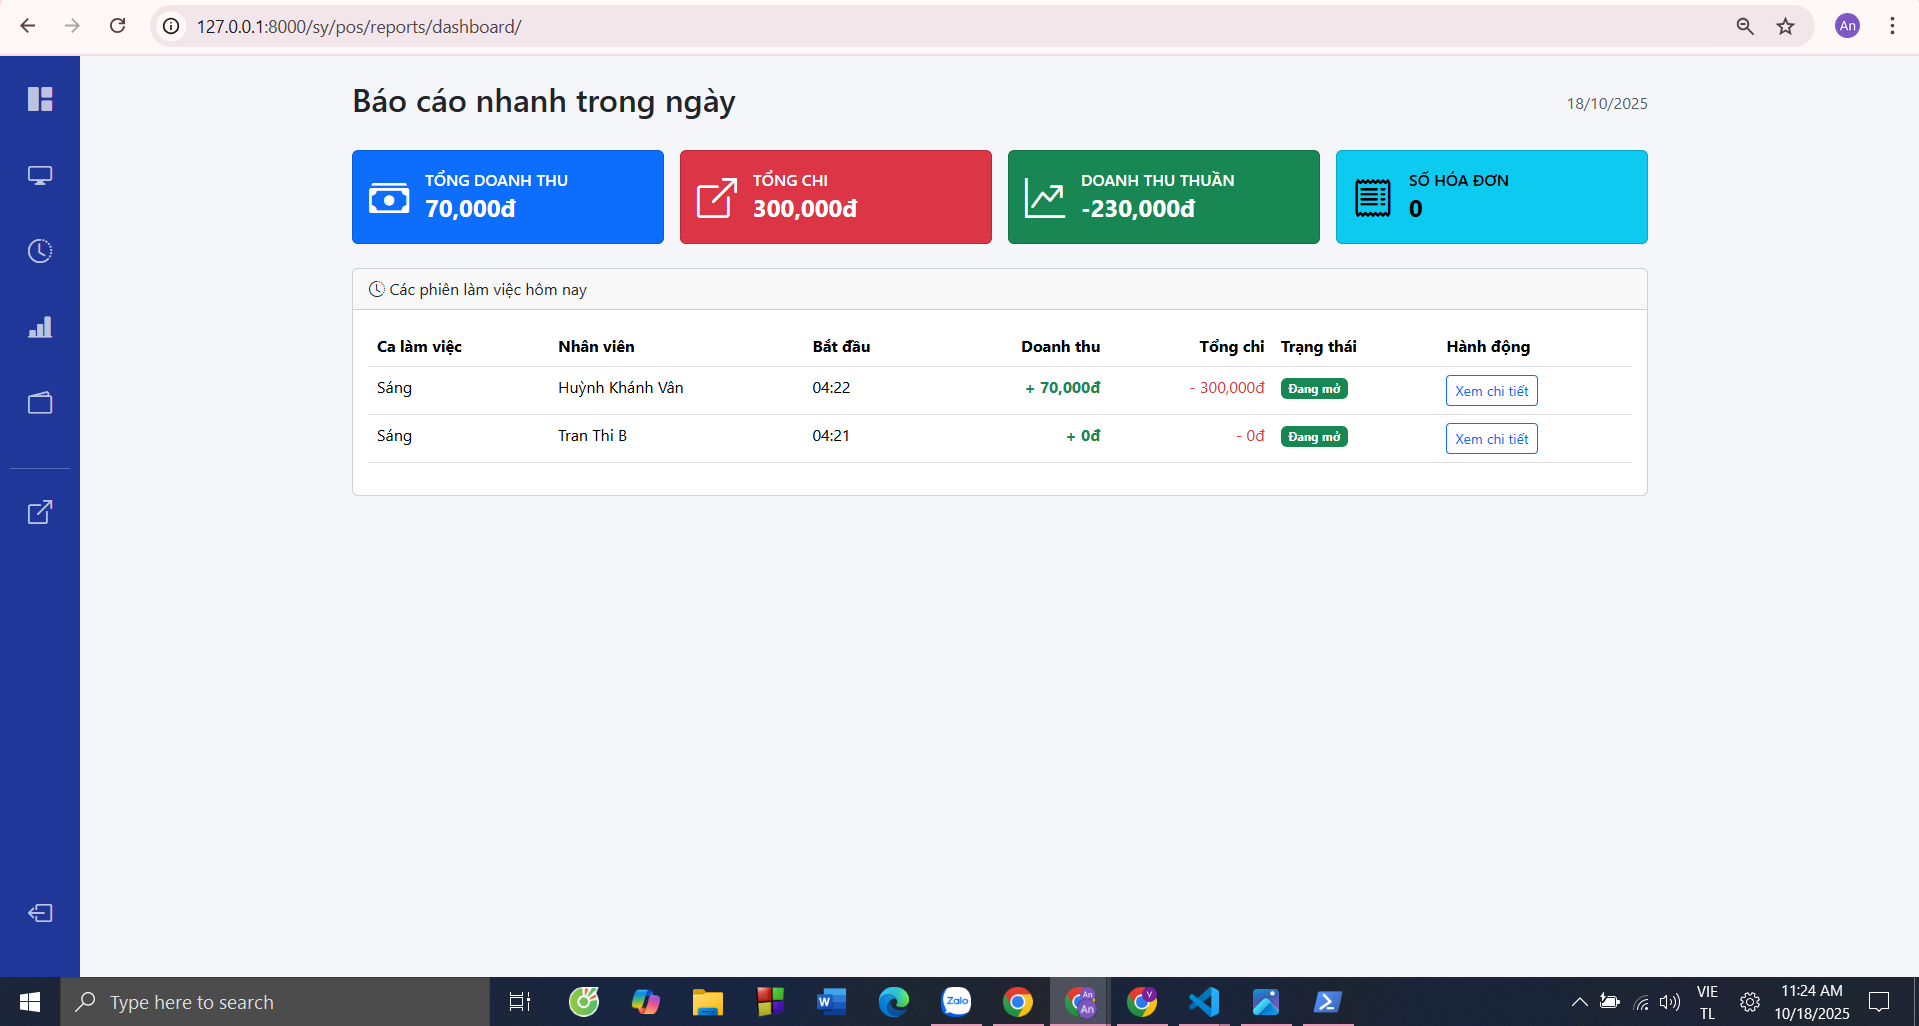 127.0.0.1:8000/sy/pos/reports/dashboard/
An
Báo cáo nhanh trong ngày
18/10/2025
TỔNG DOANH THU
70,000đ
TỔNG CHI
300,000đ
DOANH THU THUẦN
-230,000đ
SỐ HÓA ĐƠN
0
Các phiên làm việc hôm nay
Ca làm việc Nhân viên Bắt đầu Doanh thu Tổng chi Trạng thái Hành động
Sáng Huỳnh Khánh Vân 04:22 + 70,000đ - 300,000đ Đang mở Xem chi tiết
Sáng Tran Thi B 04:21 + 0đ - 0đ Đang mở Xem chi tiết
Type here to search
Zalo
An
An
V
VIE
TL
11:24 AM
10/18/2025